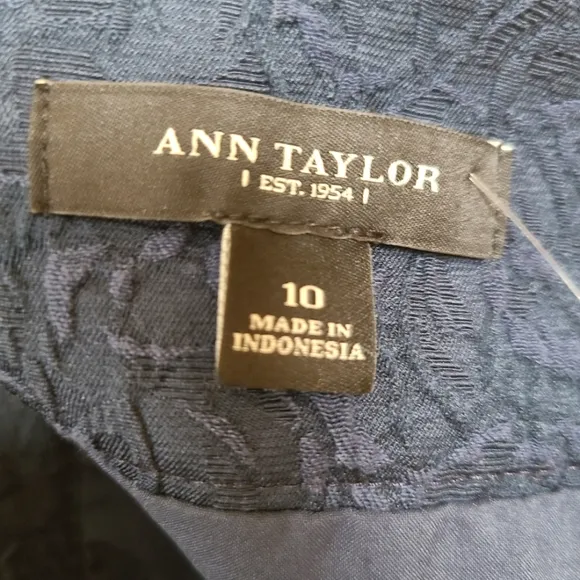 ANN TAYLOR
| EST. 1954 |
10
MADE IN
INDONESIA